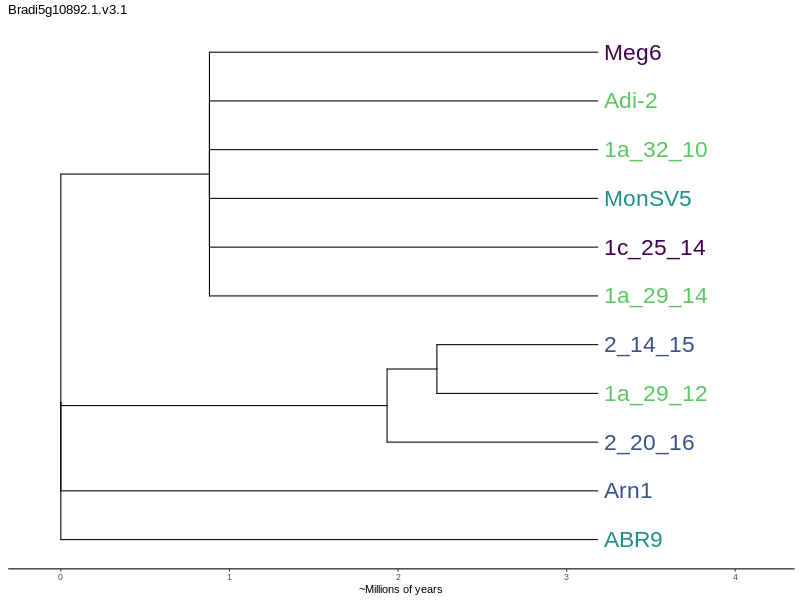 Bradi5g10892.1.v3.1
Meg6
Adi-2
1a_32_10
MonSV5
1c_25_14
1a_29_14
2_14_15
1a_29_12
2_20_16
Arn1
ABR9
0 1 2 3 4
~Millions of years